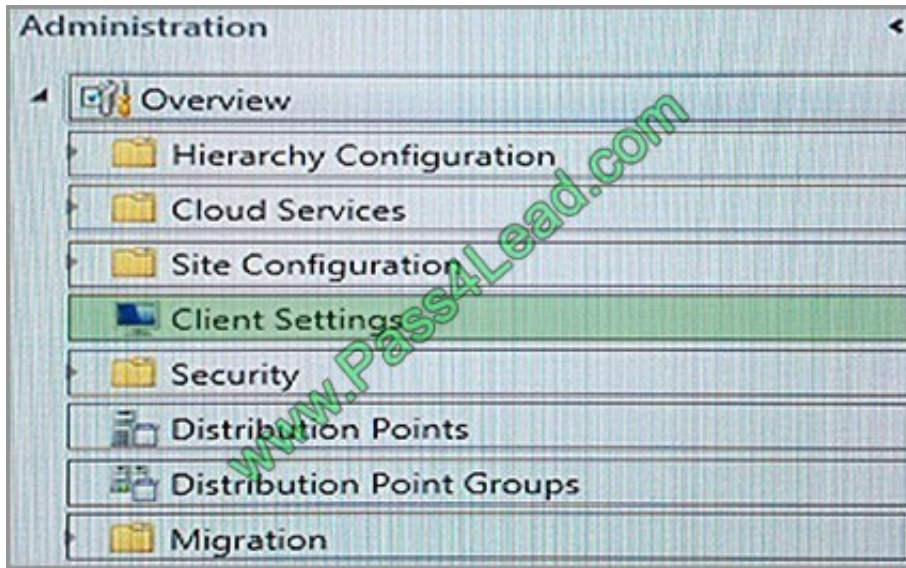 Administration
Overview
Hierarchy Configuration
Cloud Services
Site Configuration
Client Settings
Security
Distribution Points
Distribution Point Groups
Migration
www.Pass4Lead.com